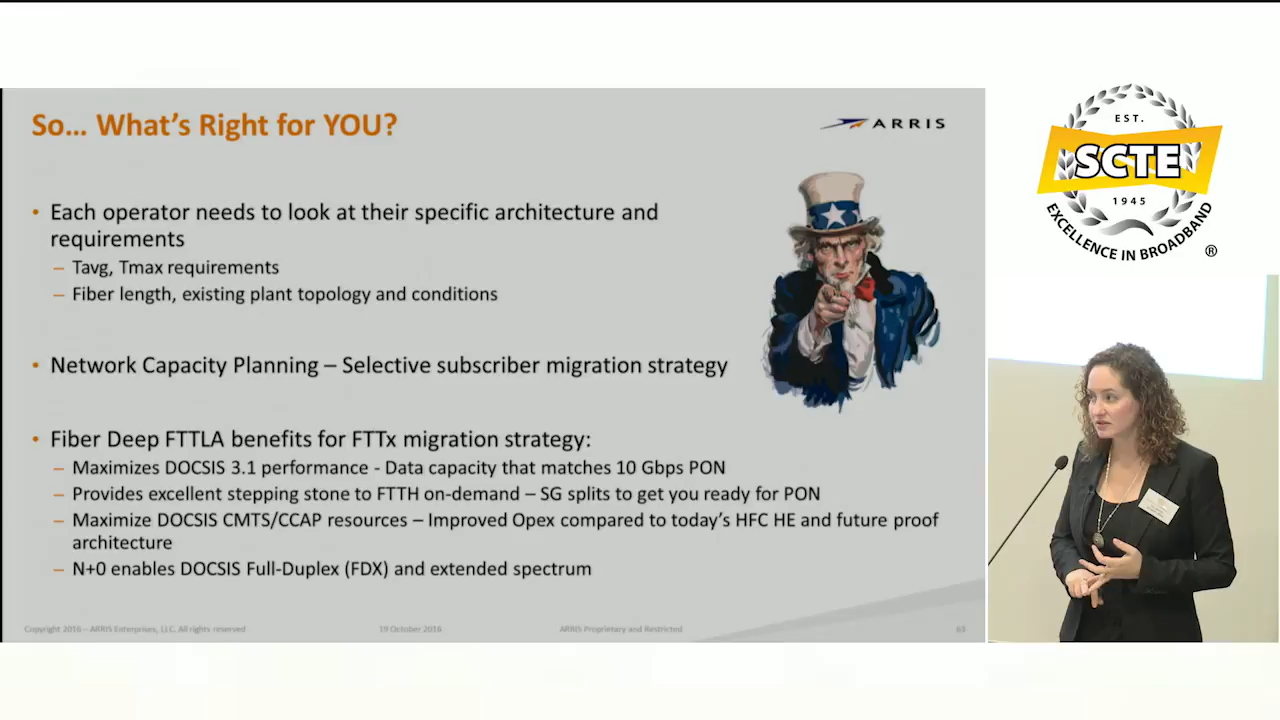 So... What's Right for YOU?
ARRIS
• Each operator needs to look at their specific architecture and
requirements
– Tavg, Tmax requirements
– Fiber length, existing plant topology and conditions
• Network Capacity Planning – Selective subscriber migration strategy
• Fiber Deep FTTLA benefits for FTTx migration strategy:
– Maximizes DOCSIS 3.1 performance - Data capacity that matches 10 Gbps PON
– Provides excellent stepping stone to FTTH on-demand – SG splits to get you ready for PON
– Maximize DOCSIS CMTS/CCAP resources – Improved Opex compared to today's HFC HE and future proof
architecture
– N+0 enables DOCSIS Full-Duplex (FDX) and extended spectrum
Copyright 2016 – ARRIS Enterprises, LLC. All rights reserved
19 October 2016
ARRIS Proprietary and Restricted
EST.
SCTE
1945
EXCELLENCE IN BROADBAND
®